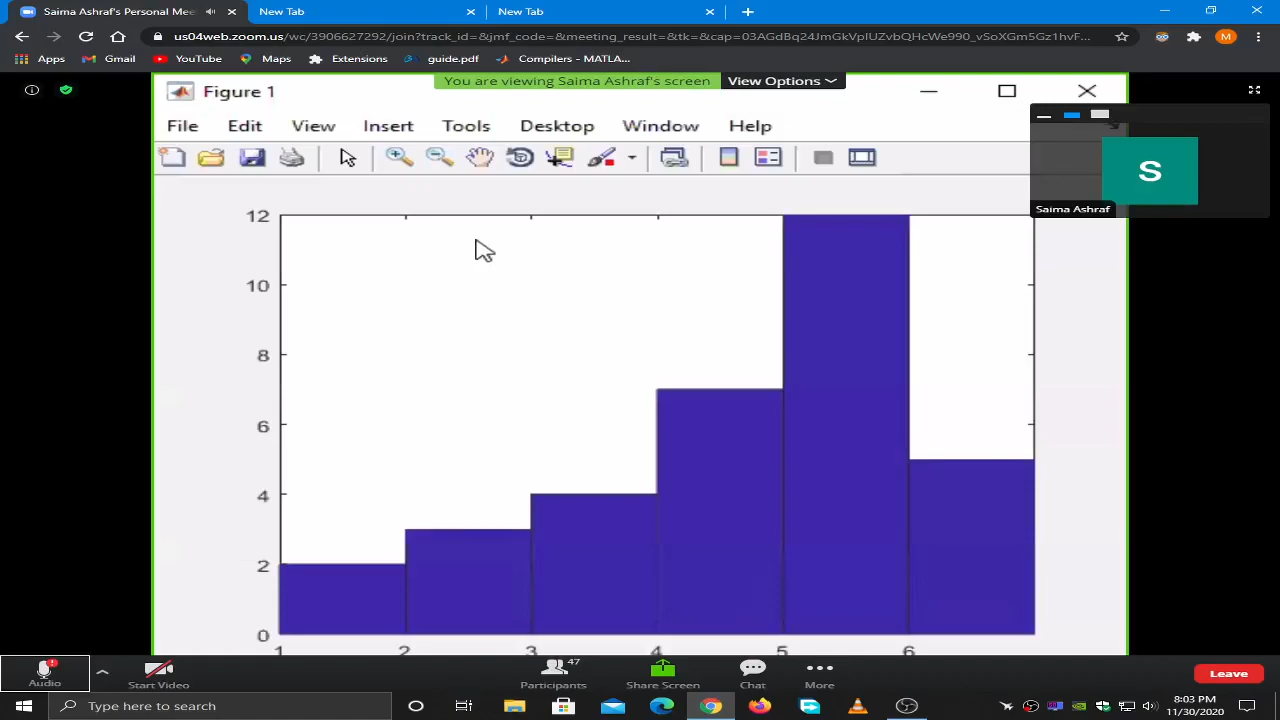 Saima Ashraf's Personal Mee
New Tab
New Tab
us04web.zoom.us/wc/3906627292/join?track_id=&jmf_code=&meeting_result=&tk=&cap=03AGdBq24JmGkVpIUZvbQHcWe990_vSoXGm5Gz1hvF...
M
Apps
Gmail
YouTube
Maps
Extensions
guide.pdf
Compilers - MATLA...
You are viewing Saima Ashraf's screen
View Options
Figure 1
File Edit View Insert Tools Desktop Window Help
S
Saima Ashraf
12
10
8
6
4
2
0
1 2 3 4 5 6
Audio
Start Video
47
Participants
Share Screen
Chat
More
Leave
Type here to search
8:03 PM
11/30/2020